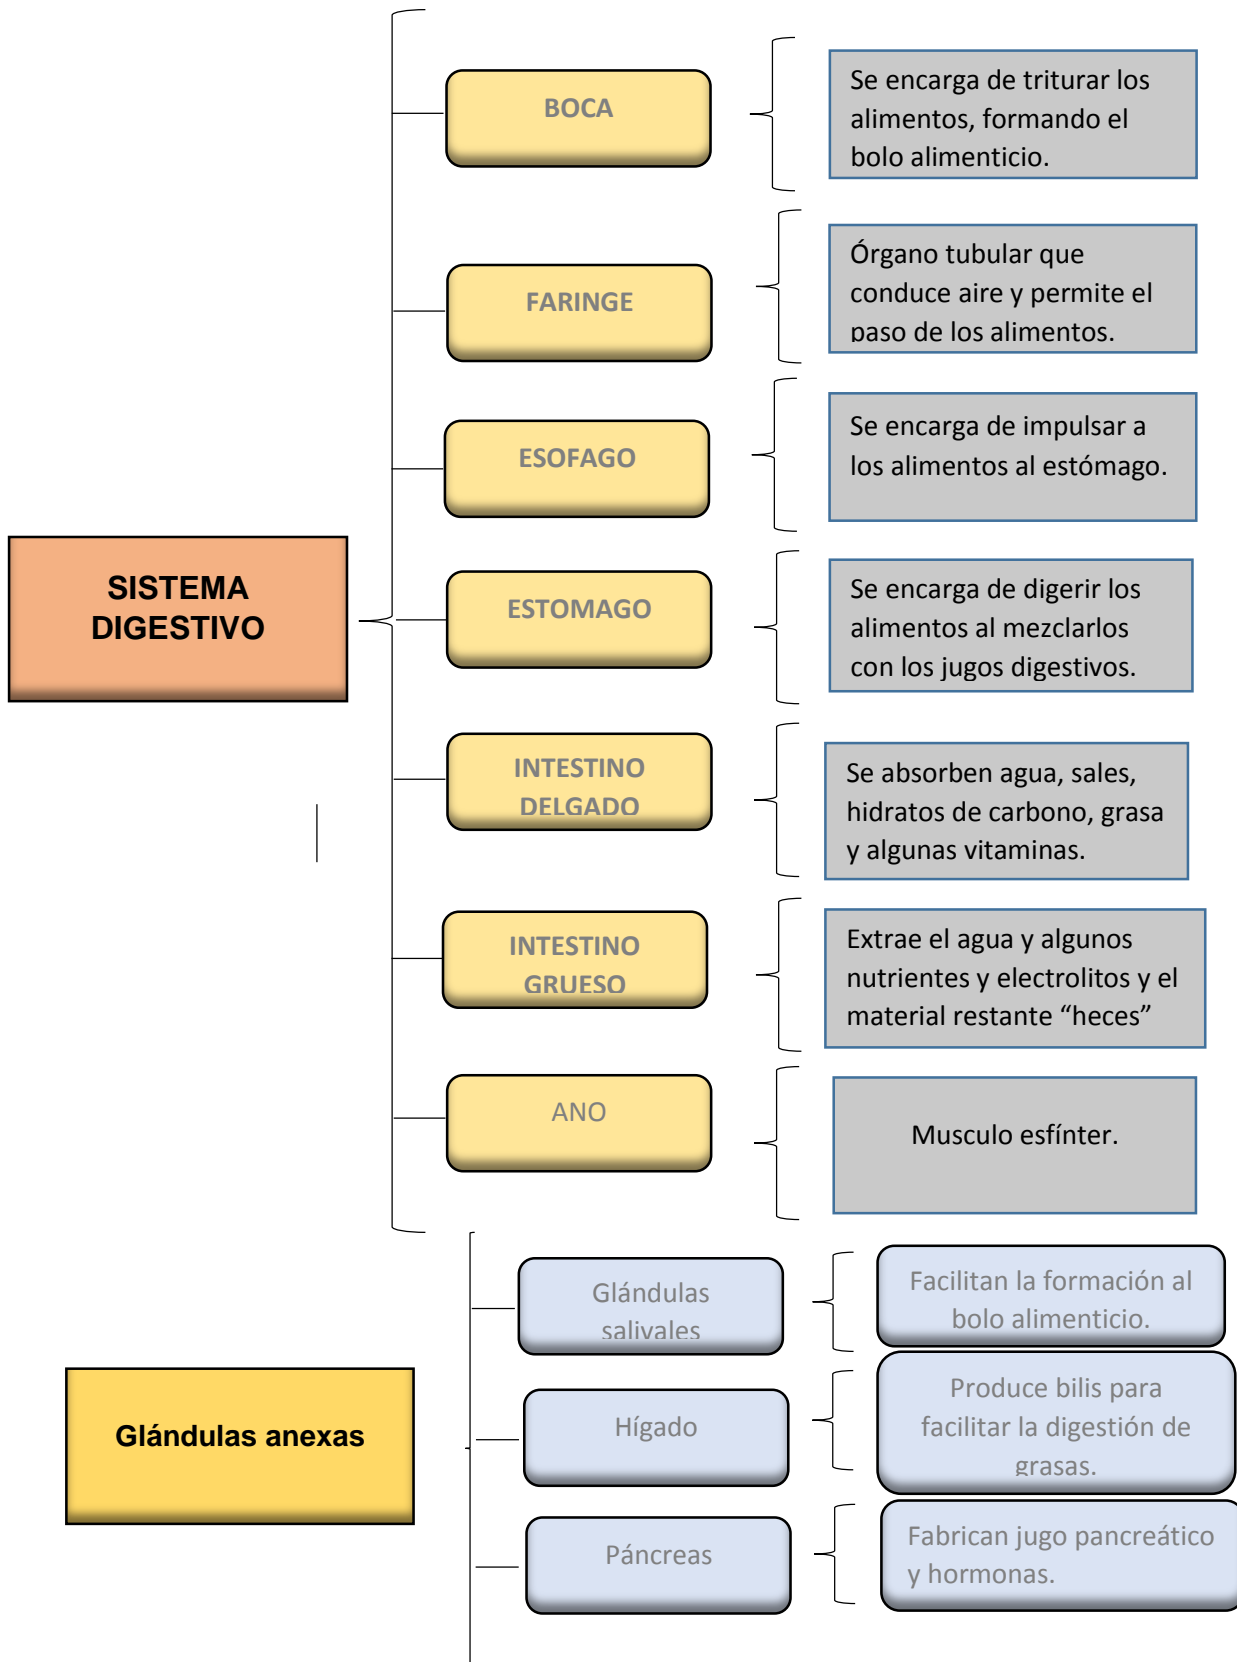 SISTEMA
DIGESTIVO
BOCA
Se encarga de triturar los
alimentos, formando el
bolo alimenticio.
FARINGE
Órgano tubular que
conduce aire y permite el
paso de los alimentos.
ESOFAGO
Se encarga de impulsar a
los alimentos al estómago.
ESTOMAGO
Se encarga de digerir los
alimentos al mezclarlos
con los jugos digestivos.
INTESTINO
DELGADO
Se absorben agua, sales,
hidratos de carbono, grasa
y algunas vitaminas.
INTESTINO
GRUESO
Extrae el agua y algunos
nutrientes y electrolitos y el
material restante “heces”
ANO
Musculo esfínter.
Glándulas anexas
Glándulas
salivales
Facilitan la formación al
bolo alimenticio.
Hígado
Produce bilis para
facilitar la digestión de
grasas.
Páncreas
Fabrican jugo pancreático
y hormonas.